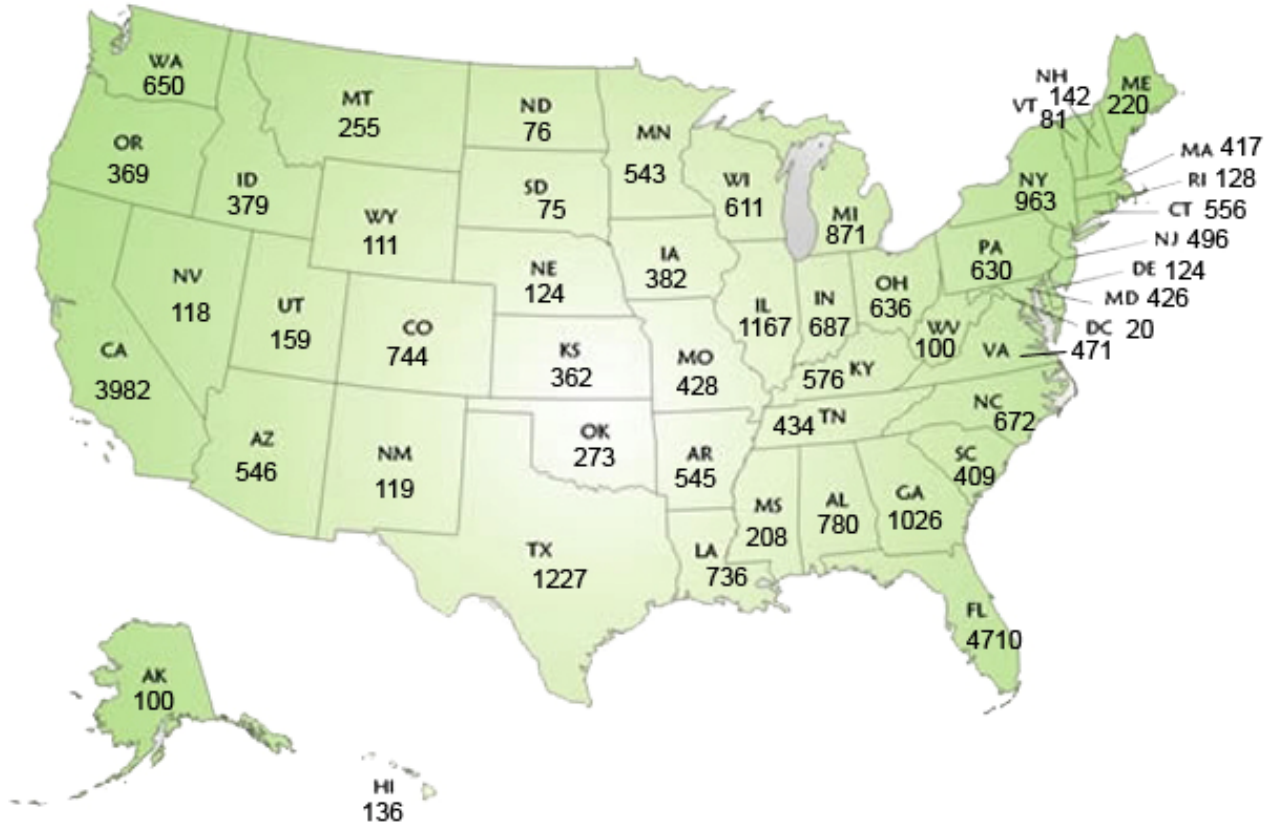 WA
650
MT
255
ND
76
MN
543
OR
369
ID
379
SD
75
WI
611
MI
871
WY
111
NH
142
VT
81
ME
220
MA 417
RI 128
CT 556
NJ 496
DE 124
MD 426
DC 20
NY
963
PA
630
NV
118
UT
159
NE
124
IA
382
IL
1167
IN
687
OH
636
WV
100
VA 471
CA
3982
CO
744
KS
362
MO
428
576 KY
434 TN
NC
672
AZ
546
NM
119
OK
273
AR
545
SC
409
MS
208
AL
780
GA
1026
TX
1227
LA
736
FL
4710
AK
100
HI
136